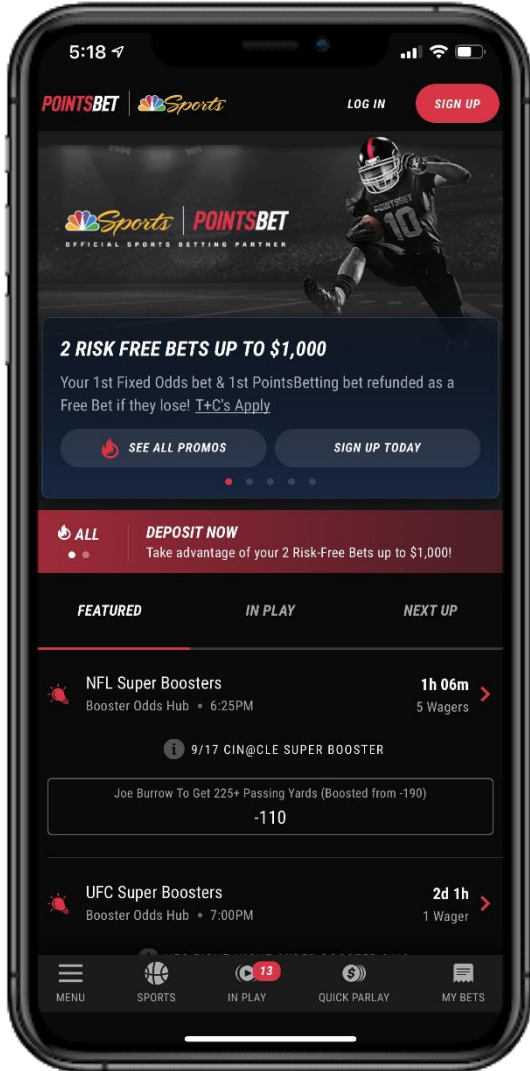 5:18
POINTSBET | Sports
LOG IN
SIGN UP
Sports | POINTSBET
OFFICIAL SPORTS BETTING PARTNER
POINTSBET
10
2 RISK FREE BETS UP TO $1,000
Your 1st Fixed Odds bet & 1st PointsBetting bet refunded as a
Free Bet if they lose! T+C's Apply
SEE ALL PROMOS
SIGN UP TODAY
ALL
DEPOSIT NOW
Take advantage of your 2 Risk-Free Bets up to $1,000!
FEATURED
IN PLAY
NEXT UP
NFL Super Boosters
1h 06m
Booster Odds Hub • 6:25PM
5 Wagers
i 9/17 CIN@CLE SUPER BOOSTER
Joe Burrow To Get 225+ Passing Yards (Boosted from -190)
-110
UFC Super Boosters
2d 1h
Booster Odds Hub • 7:00PM
1 Wager
13
MENU
SPORTS
IN PLAY
QUICK PARLAY
MY BETS